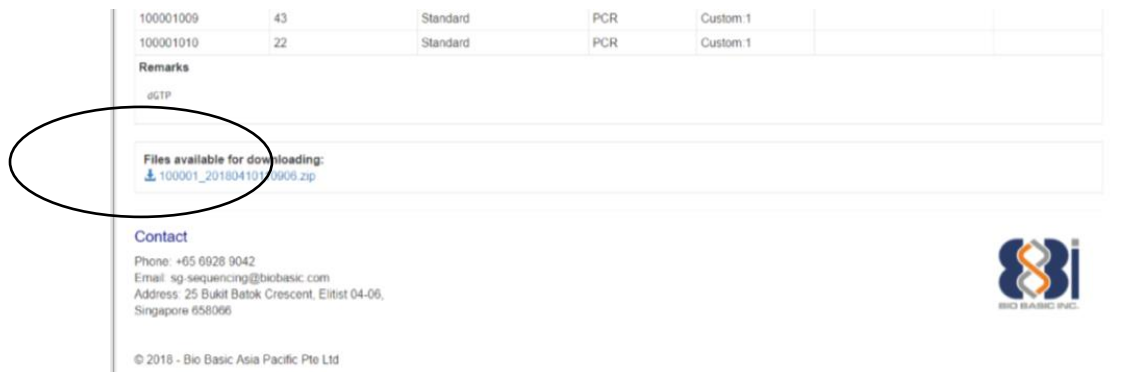 100001009 43 Standard PCR Custom:1
100001010 22 Standard PCR Custom:1
Remarks
dGTP
Files available for downloading:
100001_20180410170906.zip
Contact
Phone: +65 6928 9042
Email: sg-sequencing@biobasic.com
Address: 25 Bukit Batok Crescent, Elitist 04-06,
Singapore 658066
BIO BASIC INC.
© 2018 - Bio Basic Asia Pacific Pte Ltd